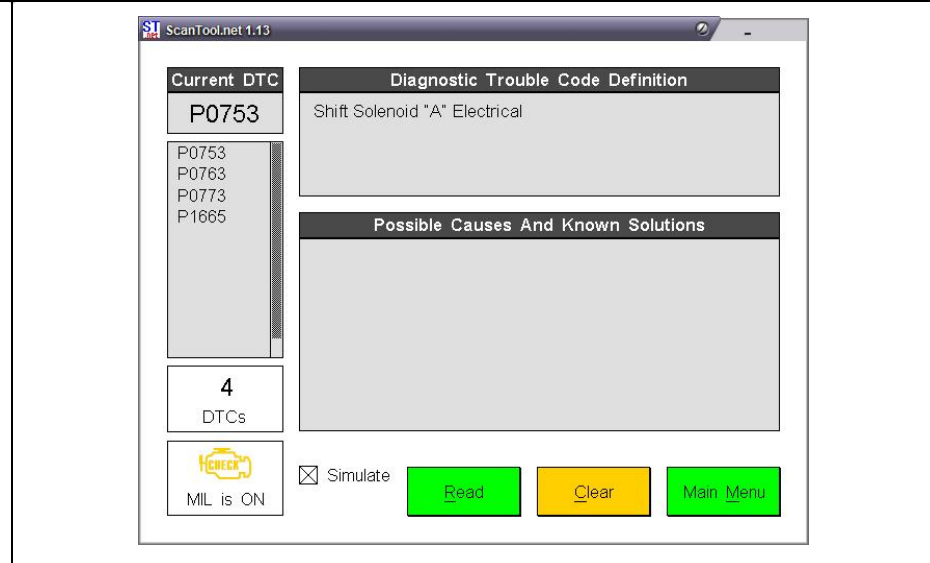 ST
.net
ScanTool.net 1.13
Current DTC
P0753
P0753
P0763
P0773
P1665
4
DTCs
CHECK
MIL is ON
Diagnostic Trouble Code Definition
Shift Solenoid "A" Electrical
Possible Causes And Known Solutions
Simulate
Read
Clear
Main Menu